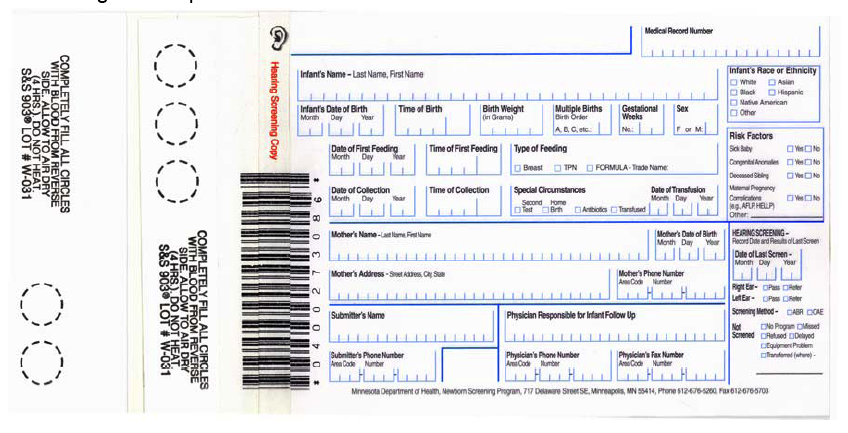 COMPLETELY FILL ALL CIRCLES
WITH BLOOD FROM REVERSE
SIDE. ALLOW TO AIR DRY
(4 HRS.) DO NOT HEAT.
S&S 903® LOT # W-031
COMPLETELY FILL ALL CIRCLES
WITH BLOOD FROM REVERSE
SIDE. ALLOW TO AIR DRY
(4 HRS.) DO NOT HEAT.
S&S 903® LOT # W-031
Hearing Screening Copy
Medical Record Number
Infant's Name – Last Name, First Name
Infant's Date of Birth
Month Day Year
Time of Birth
Birth Weight
(in Grams)
Multiple Births
Birth Order
A, B, C, etc.:
Gestational
Weeks
No.:
Sex
F or M:
Infant's Race or Ethnicity
White Asian
Black Hispanic
Native American
Other
Date of First Feeding
Month Day Year
Time of First Feeding
Type of Feeding
Breast TPN FORMULA - Trade Name:
Risk Factors
Sick Baby Yes No
Congenital Anomalies Yes No
Deceased Sibling Yes No
Maternal Pregnancy
Complications Yes No
(e.g., AFLP, HELLP)
Other:
Date of Collection
Month Day Year
Time of Collection
Special Circumstances
Second Test Home Birth Antibiotics Transfused
Date of Transfusion
Month Day Year
Mother's Name – Last Name, First Name
Mother's Date of Birth
Month Day Year
Mother's Address – Street Address, City, State
Mother's Phone Number
Area Code Number
HEARING SCREENING –
Record Date and Results of Last Screen
Date of Last Screen –
Month Day Year
Right Ear – Pass Refer
Left Ear – Pass Refer
Screening Method – ABR OAE
Not Screened No Program Missed
Refused Delayed
Equipment Problem
Transferred (where) –
Submitter's Name
Physician Responsible for Infant Follow Up
Submitter's Phone Number
Area Code Number
Physician's Phone Number
Area Code Number
Physician's Fax Number
Area Code Number
Minnesota Department of Health, Newborn Screening Program, 717 Delaware Street SE, Minneapolis, MN 55414, Phone 612-676-5260, Fax 612-676-5703